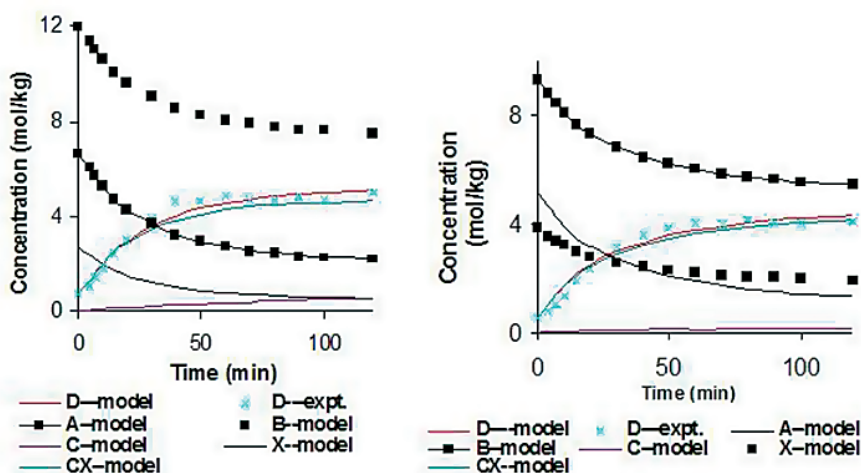 Concentration (mol/kg)
12
8
4
0
0 50 100
Time (min)
D—model D--expt.
A–model B–model
C–model X--model
CX–model
Concentration
(mol/kg)
8
4
0
0 50 100
Time (min)
D—-model D—expt. A–model
B–model C–model X–model
CX--model